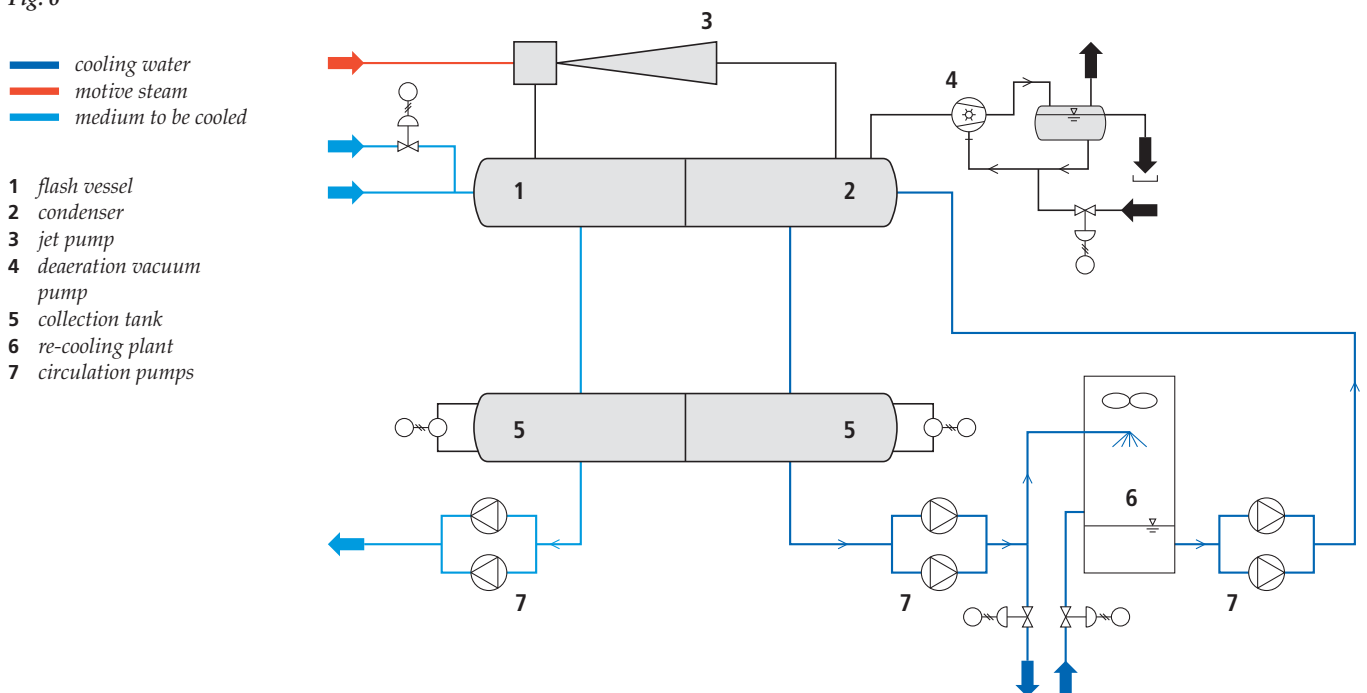 Fig. 6
cooling water
motive steam
medium to be cooled
1 flash vessel
2 condenser
3 jet pump
4 deaeration vacuum
pump
5 collection tank
6 re-cooling plant
7 circulation pumps
3
4
1
2
5
5
6
7
7
7